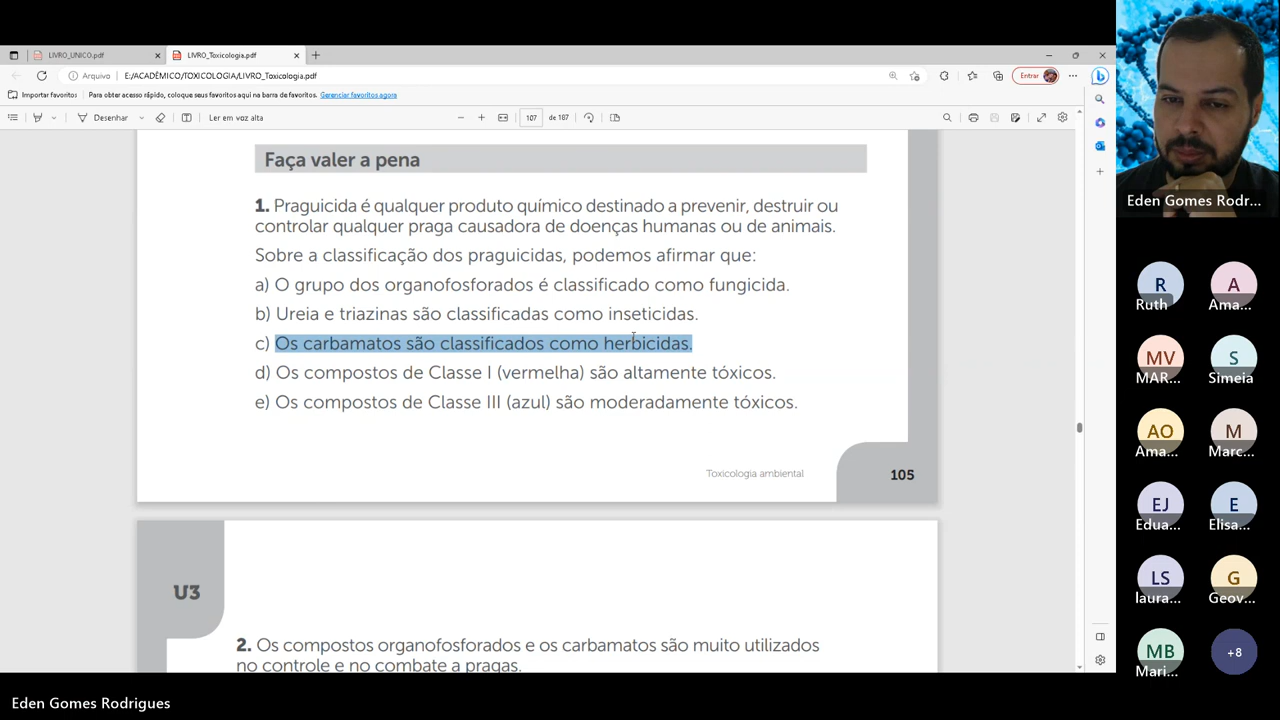 LIVRO_UNICO.pdf
LIVRO_Toxicologia.pdf
Arquivo
E:/ACADÊMICO/TOXICOLOGIA/LIVRO_Toxicologia.pdf
Entrar
Importar favoritos
Para obter acesso rápido, coloque seus favoritos aqui na barra de favoritos. Gerenciar favoritos agora
Desenhar
Ler em voz alta
107 de 187
Faça valer a pena
1. Praguicida é qualquer produto químico destinado a prevenir, destruir ou
controlar qualquer praga causadora de doenças humanas ou de animais.
Sobre a classificação dos praguicidas, podemos afirmar que:
a) O grupo dos organofosforados é classificado como fungicida.
b) Ureia e triazinas são classificadas como inseticidas.
c) Os carbamatos são classificados como herbicidas.
d) Os compostos de Classe I (vermelha) são altamente tóxicos.
e) Os compostos de Classe III (azul) são moderadamente tóxicos.
Toxicologia ambiental
105
U3
2. Os compostos organofosforados e os carbamatos são muito utilizados
no controle e no combate a pragas.
Eden Gomes Rodr...
R
Ruth
A
Ama...
MV
MAR...
S
Simeia
AO
Ama...
M
Marc...
EJ
Edua...
E
Elisa...
LS
laura...
G
Geov...
MB
Mari...
+8
Eden Gomes Rodrigues